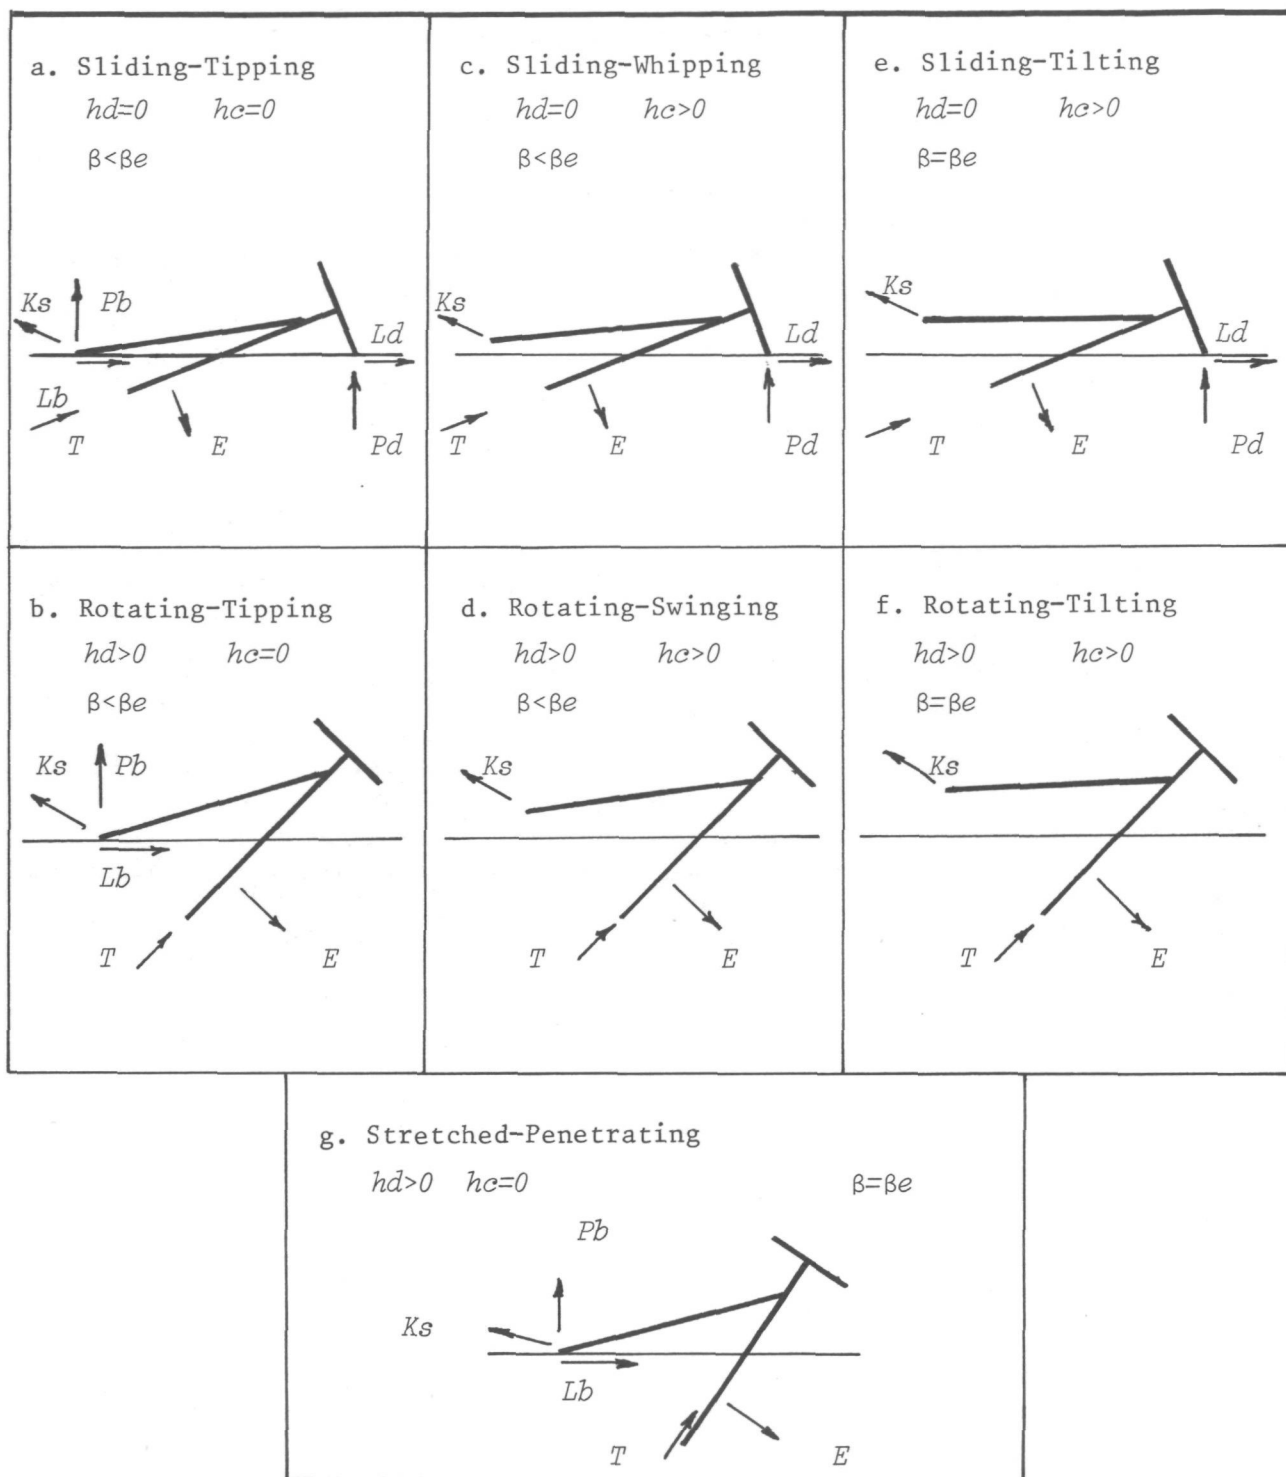 a. Sliding-Tipping
hd=0 hc=0
β<βe
Ks
Pb
Ld
Lb
T
E
Pd
c. Sliding-Whipping
hd=0 hc>0
β<βe
Ks
Ld
T
E
Pd
e. Sliding-Tilting
hd=0 hc>0
β=βe
Ks
Ld
T
E
Pd
b. Rotating-Tipping
hd>0 hc=0
β<βe
Ks
Pb
Lb
T
E
d. Rotating-Swinging
hd>0 hc>0
β<βe
Ks
T
E
f. Rotating-Tilting
hd>0 hc>0
β=βe
Ks
T
E
g. Stretched-Penetrating
hd>0 hc=0 β=βe
Pb
Ks
Lb
T
E